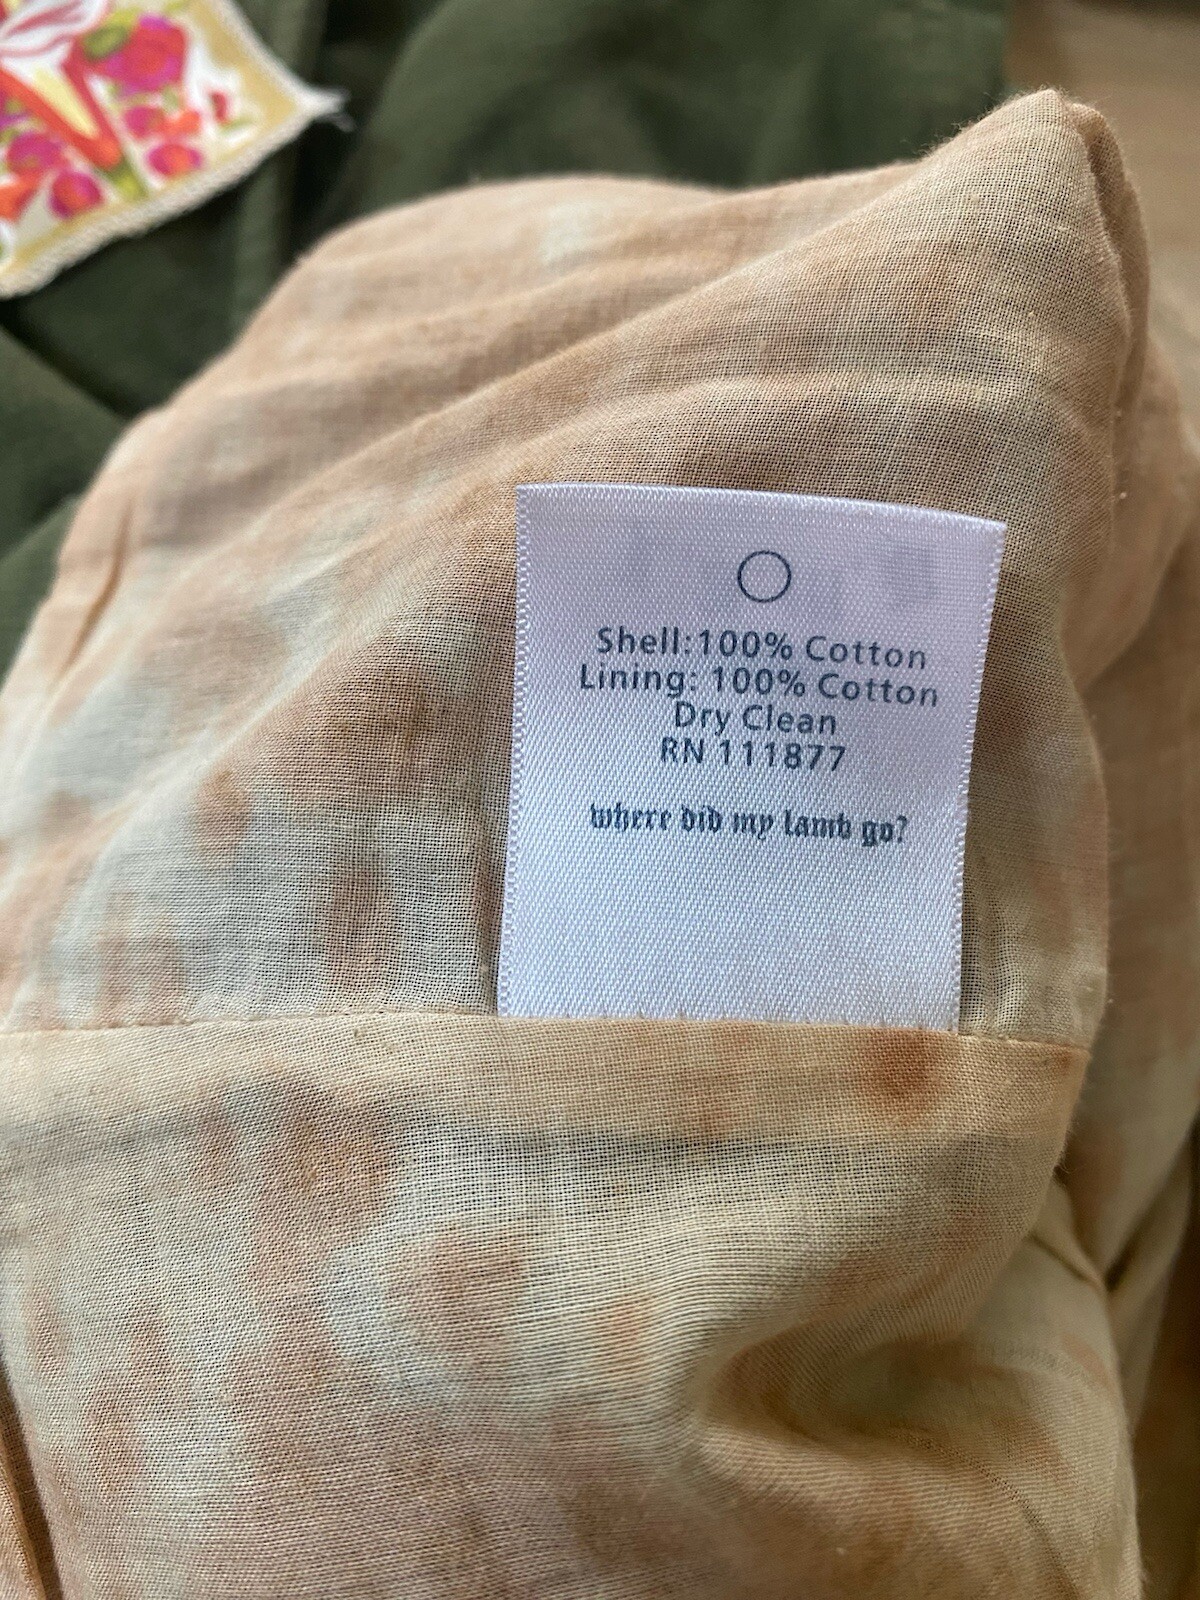 Shell:100% Cotton
Lining: 100% Cotton
Dry Clean
RN 111877
where did my lamb go?